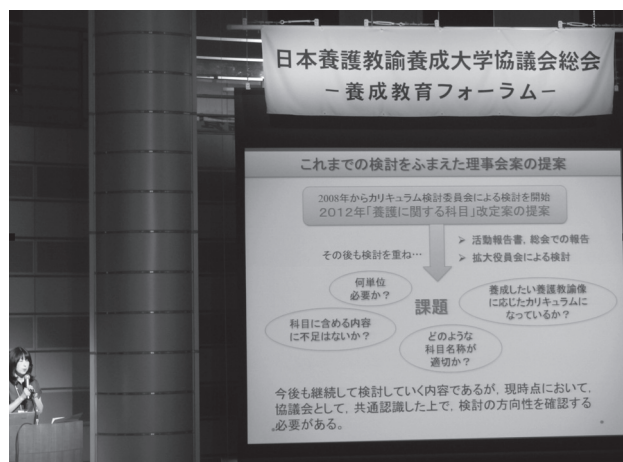 日本養護教諭養成大学協議会総会
－養成教育フォーラム－
これまでの検討をふまえた理事会案の提案
2008年からカリキュラム検討委員会による検討を開始
2012年「養護に関する科目」改定案の提案
➢ 活動報告書，総会での報告
➢ 拡大役員会による検討
その後も検討を重ね…
何単位
必要か？
課題
養成したい養護教諭像
に応じたカリキュラムに
なっているか？
科目に含める内容
に不足はないか？
どのような
科目名称が
適切か？
今後も継続して検討していく内容であるが，現時点において，
協議会として，共通認識した上で，検討の方向性を確認する
必要がある。